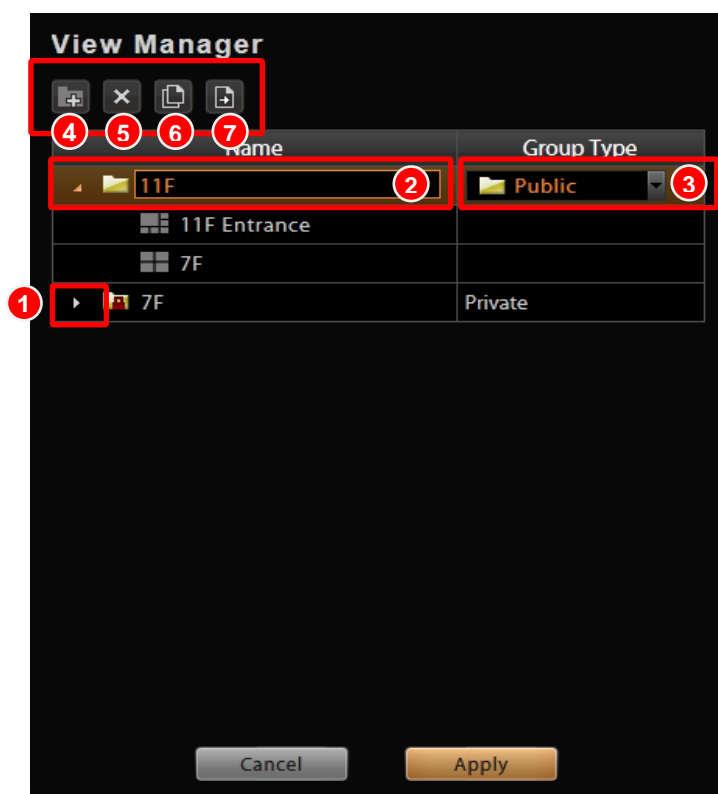 View Manager
4 5 6 7
Name Group Type
11F 2 Public 3
11F Entrance
7F
1 7F Private
Cancel Apply